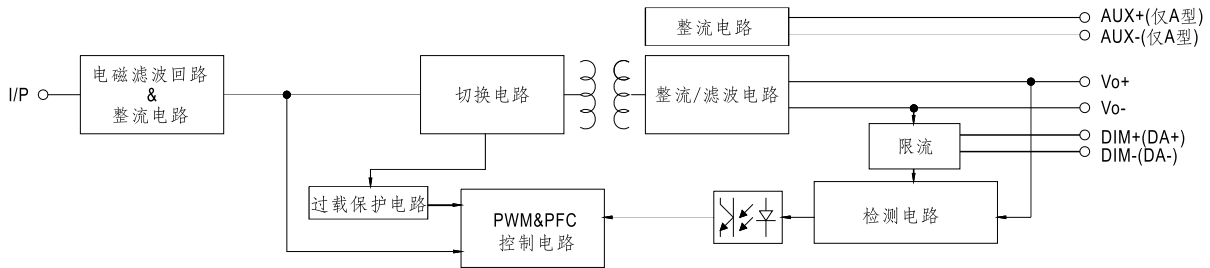 整流电路
AUX+(仅A型)
AUX-(仅A型)
I/P
电磁滤波回路
&
整流电路
切换电路
整流/滤波电路
Vo+
Vo-
限流
DIM+(DA+)
DIM-(DA-)
过载保护电路
PWM&PFC
控制电路
检测电路